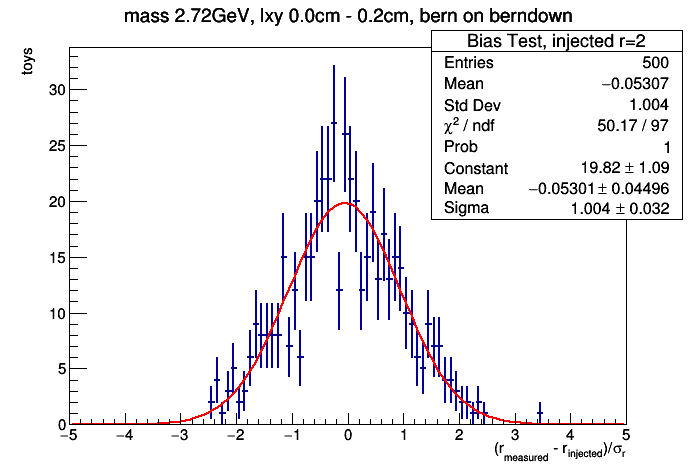 mass 2.72GeV, lxy 0.0cm - 0.2cm, bern on berndown
toys
Bias Test, injected r=2
Entries 500
Mean −0.05307
Std Dev 1.004
χ² / ndf 50.17 / 97
Prob 1
Constant 19.82 ± 1.09
Mean −0.05301 ± 0.04496
Sigma 1.004 ± 0.032
30
25
20
15
10
5
0
−5 −4 −3 −2 −1 0 1 2 3 4 5
(r_measured - r_injected)/σ_r